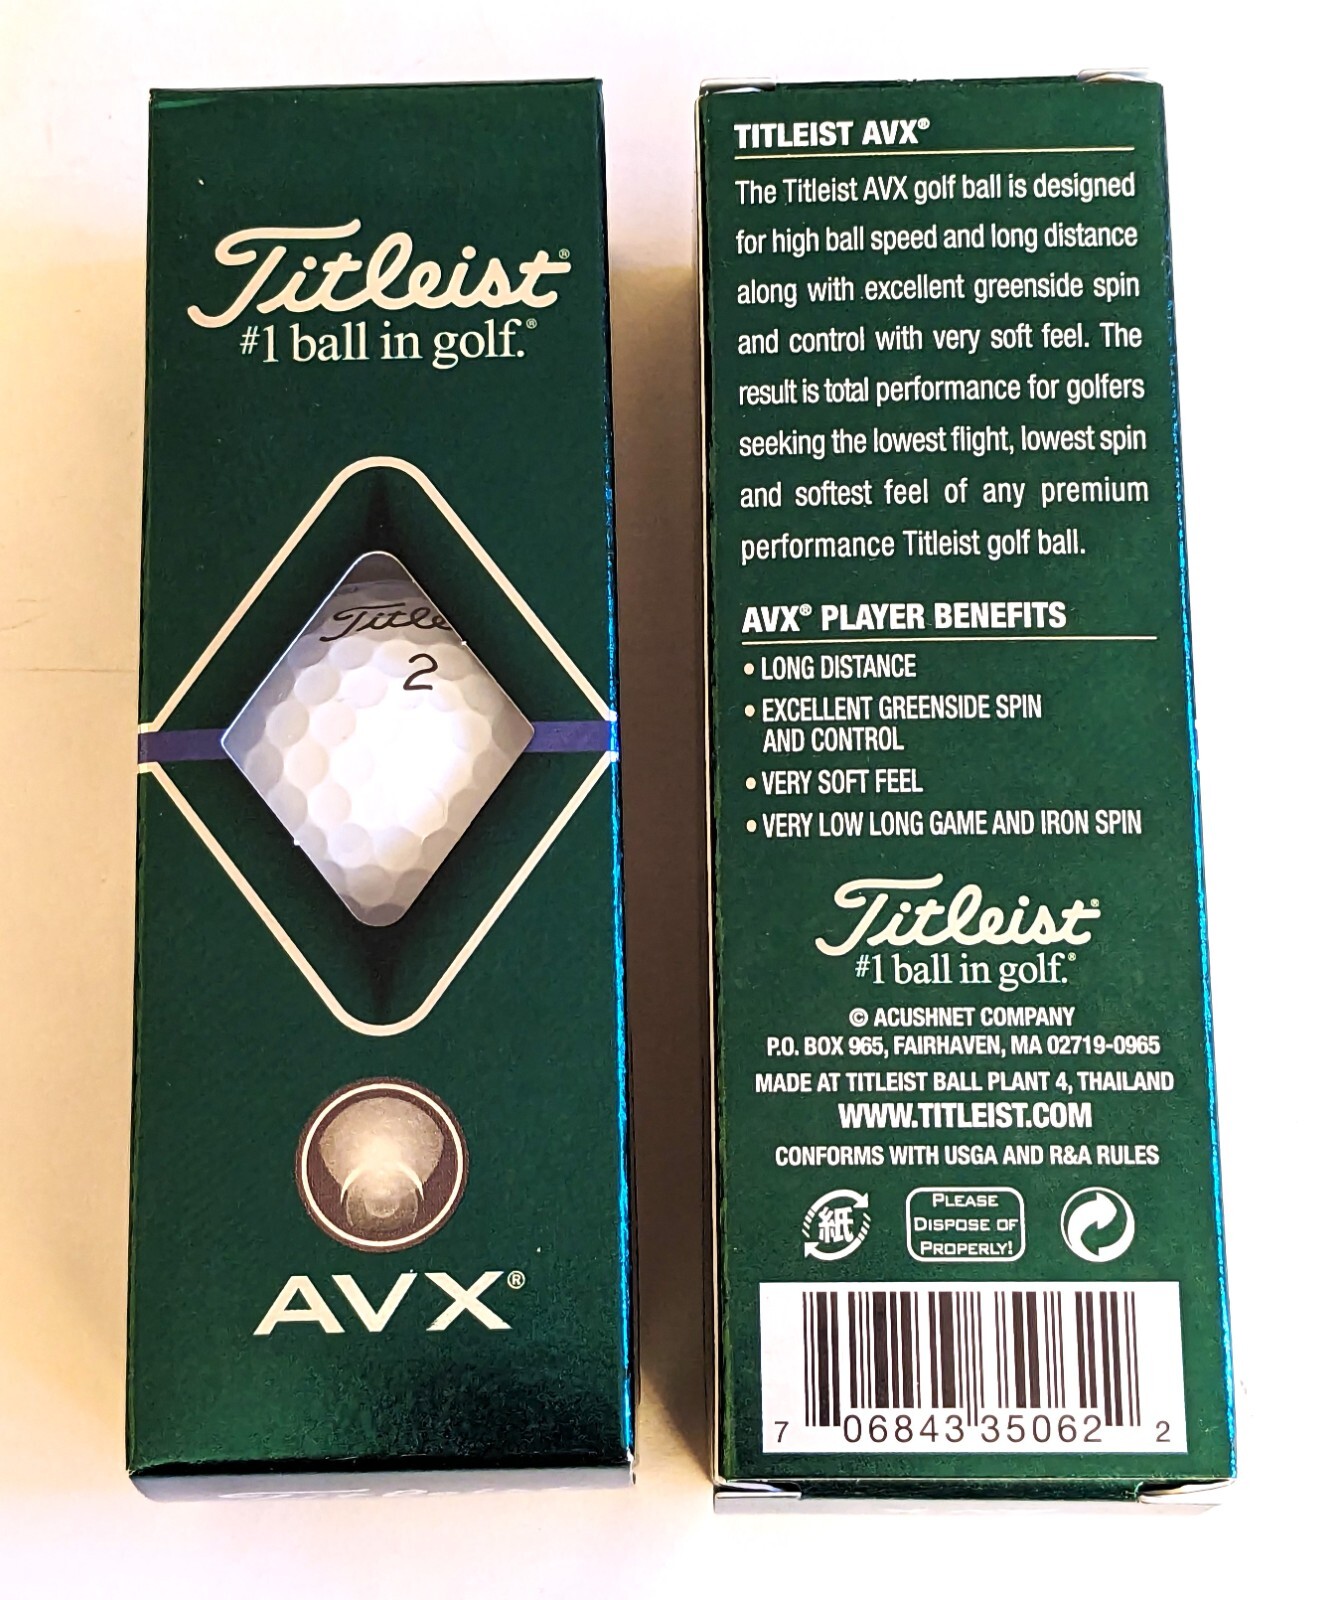 Titleist®
#1 ball in golf.®
Title
2
AVX®
TITLEIST AVX®
The Titleist AVX golf ball is designed
for high ball speed and long distance
along with excellent greenside spin
and control with very soft feel. The
result is total performance for golfers
seeking the lowest flight, lowest spin
and softest feel of any premium
performance Titleist golf ball.
AVX® PLAYER BENEFITS
• LONG DISTANCE
• EXCELLENT GREENSIDE SPIN
AND CONTROL
• VERY SOFT FEEL
• VERY LOW LONG GAME AND IRON SPIN
Titleist®
#1 ball in golf.®
© ACUSHNET COMPANY
P.O. BOX 965, FAIRHAVEN, MA 02719-0965
MADE AT TITLEIST BALL PLANT 4, THAILAND
WWW.TITLEIST.COM
CONFORMS WITH USGA AND R&A RULES
紙
PLEASE
DISPOSE OF
PROPERLY!
7 06843 35062 2